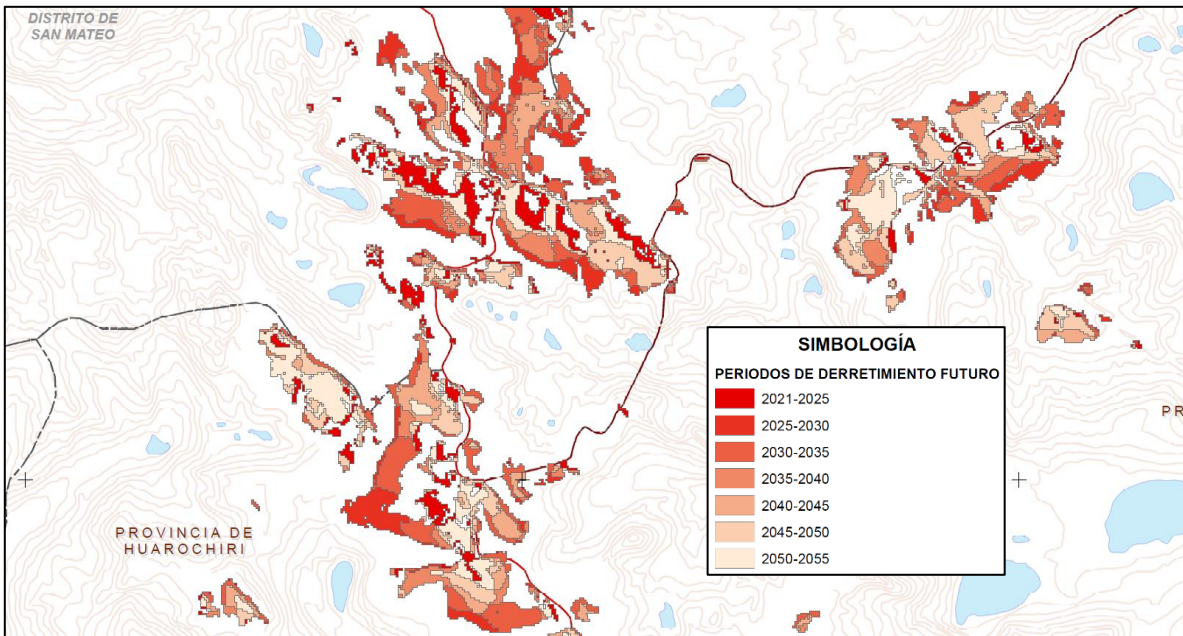 DISTRITO DE
SAN MATEO
SIMBOLOGÍA
PERIODOS DE DERRETIMIENTO FUTURO
2021-2025
2025-2030
2030-2035
2035-2040
2040-2045
2045-2050
2050-2055
PR
PROVINCIA DE
HUAROCHIRI